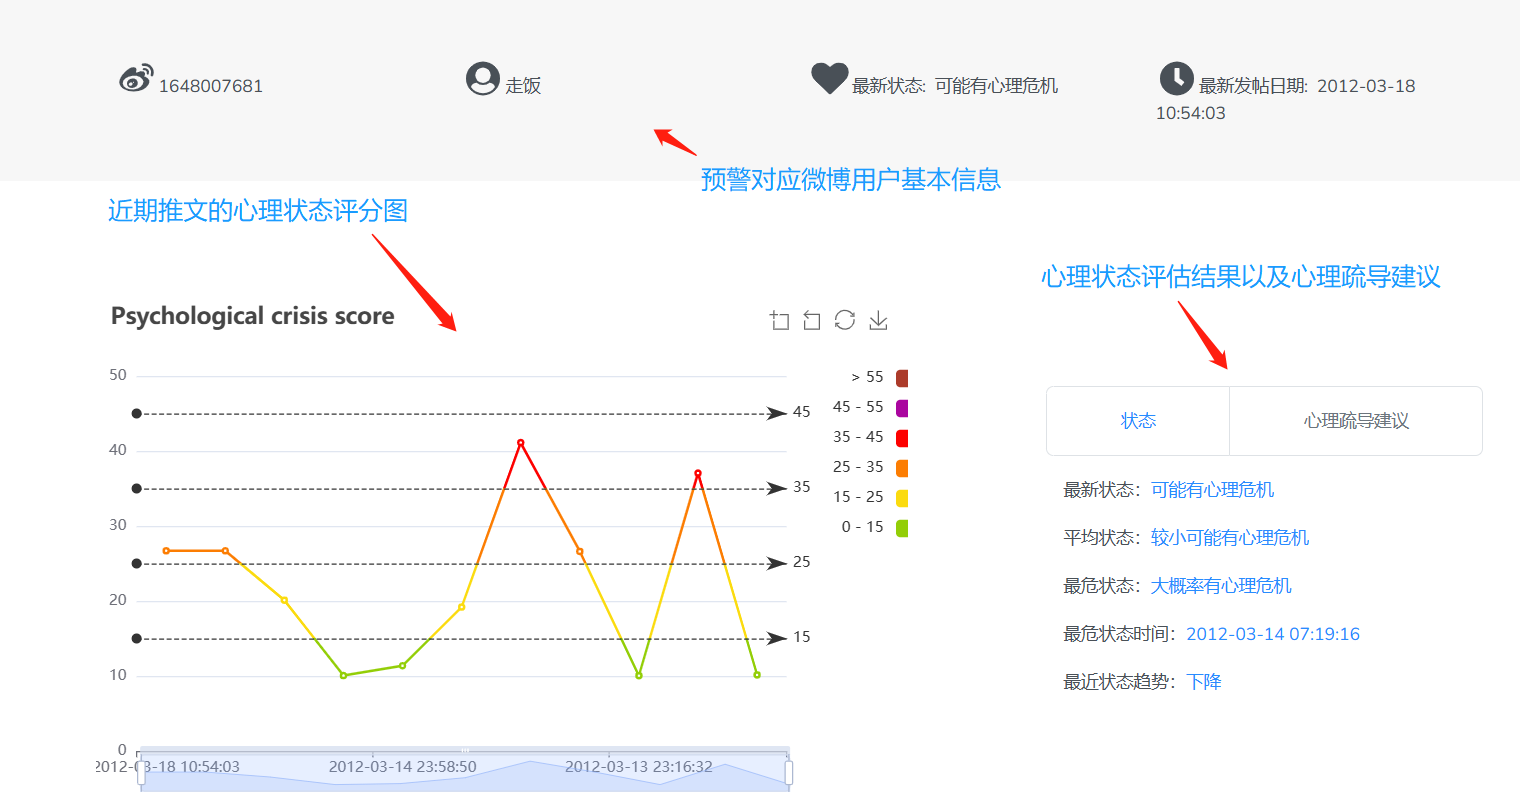 1648007681
走饭
最新状态: 可能有心理危机
最新发帖日期: 2012-03-18
10:54:03
预警对应微博用户基本信息
近期推文的心理状态评分图
心理状态评估结果以及心理疏导建议
Psychological crisis score
50
45
40
35
30
25
20
15
10
0
> 55
45 - 55
35 - 45
25 - 35
15 - 25
0 - 15
2012-03-18 10:54:03
2012-03-14 23:58:50
2012-03-13 23:16:32
状态
心理疏导建议
最新状态：可能有心理危机
平均状态：较小可能有心理危机
最危状态：大概率有心理危机
最危状态时间：2012-03-14 07:19:16
最近状态趋势：下降